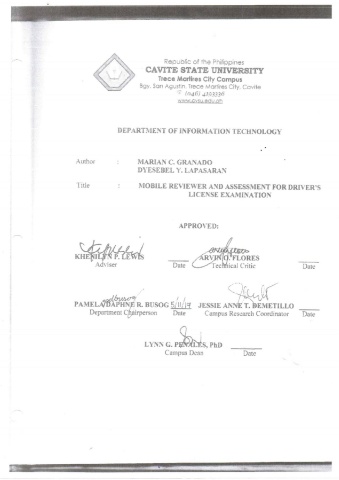 Republic of the Philippines
CAVITE STATE UNIVERSITY
Trece Martires City Campus
Brgy. San Agustin, Trece Martires City, Cavite
(046) 4193536
www.cvsu.edu.ph
DEPARTMENT OF INFORMATION TECHNOLOGY
Author : MARIAN C. GRANADO
DYESEBEL Y. LAPASARAN
Title : MOBILE REVIEWER AND ASSESSMENT FOR DRIVER'S
LICENSE EXAMINATION
APPROVED:
KHENILYN P. LEWIS ARVIN O. FLORES
Adviser Date Technical Critic Date
PAMELA DAPHNE R. BUSOG 5/11/19 JESSIE ANNE T. DEMETILLO
Department Chairperson Date Campus Research Coordinator Date
LYNN G. PENALES, PhD
Campus Dean Date